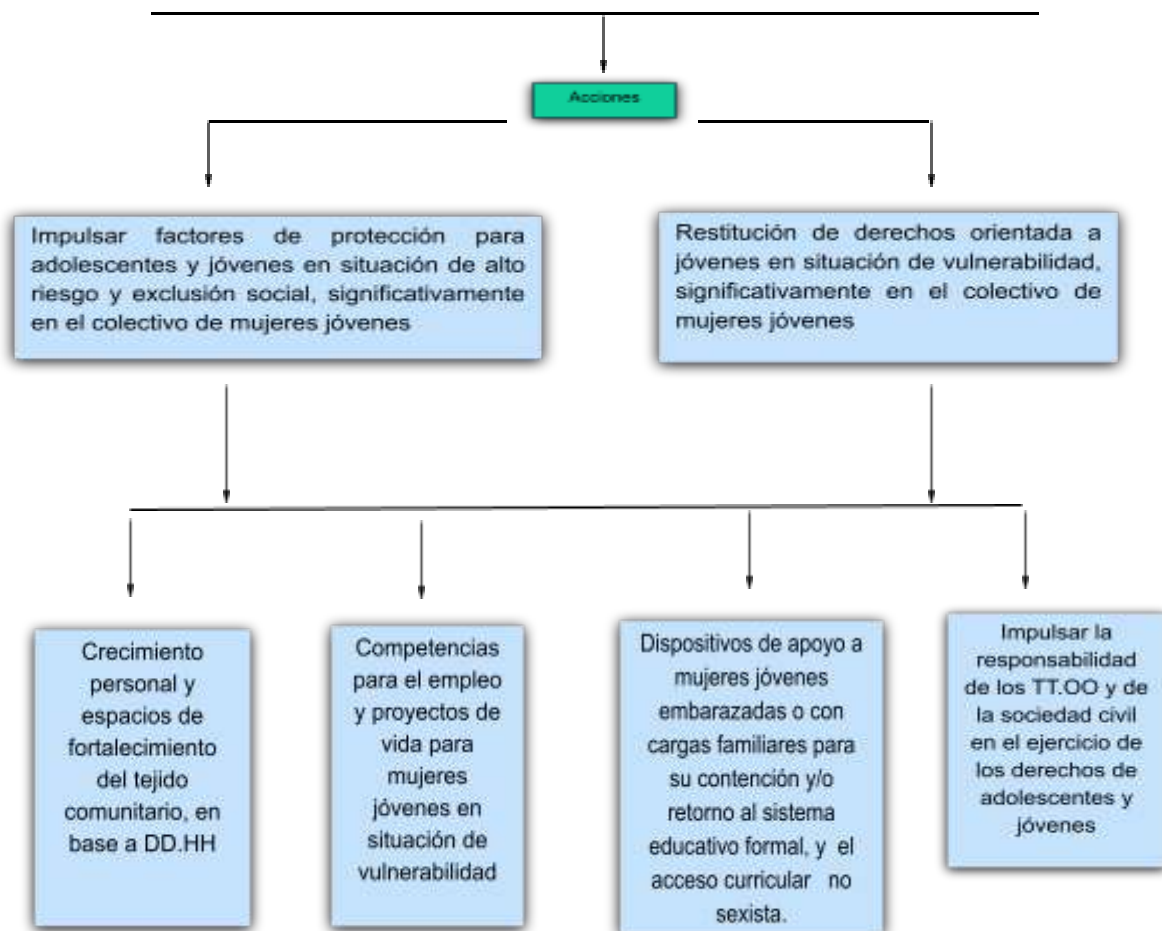 Acciones
Impulsar factores de protección para
adolescentes y jóvenes en situación de alto
riesgo y exclusión social, significativamente
en el colectivo de mujeres jóvenes
Restitución de derechos orientada a
jóvenes en situación de vulnerabilidad,
significativamente en el colectivo de
mujeres jóvenes
Crecimiento
personal y
espacios de
fortalecimiento
del tejido
comunitario, en
base a DD.HH
Competencias
para el empleo
y proyectos de
vida para
mujeres
jóvenes en
situación de
vulnerabilidad
Dispositivos de apoyo a
mujeres jóvenes
embarazadas o con
cargas familiares para
su contención y/o
retorno al sistema
educativo formal, y el
acceso curricular no
sexista.
Impulsar la
responsabilidad
de los TT.OO y de
la sociedad civil
en el ejercicio de
los derechos de
adolescentes y
jóvenes